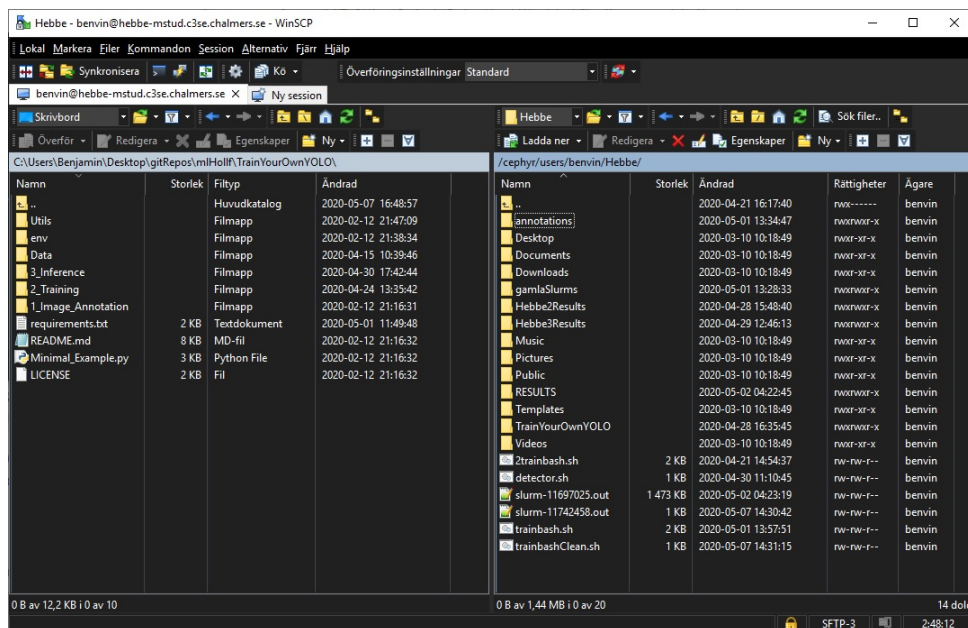 Hebbe - benvin@hebbe-mstud.c3se.chalmers.se - WinSCP
Lokal Markera Filer Kommandon Session Alternativ Fjärr Hjälp
Synkronisera Kö Överföringsinställningar Standard
benvin@hebbe-mstud.c3se.chalmers.se X Ny session
Skrivbord
Överför Redigera Egenskaper Ny
C:\Users\Benjamin\Desktop\gitRepos\mlHollf\TrainYourOwnYOLO\
Namn Storlek Filtyp Ändrad
.. Huvudkatalog 2020-05-07 16:48:57
Utils Filmapp 2020-02-12 21:47:09
env Filmapp 2020-02-12 21:38:34
Data Filmapp 2020-04-15 10:39:46
3_Inference Filmapp 2020-04-30 17:42:44
2_Training Filmapp 2020-04-24 13:35:42
1_Image_Annotation Filmapp 2020-02-12 21:16:31
requirements.txt 2 KB Textdokument 2020-05-01 11:49:48
README.md 8 KB MD-fil 2020-02-12 21:16:32
Minimal_Example.py 3 KB Python File 2020-02-12 21:16:32
LICENSE 2 KB Fil 2020-02-12 21:16:32
0 B av 12,2 KB i 0 av 10
Hebbe Sök filer..
Ladda ner Redigera Egenskaper Ny
/cephyr/users/benvin/Hebbe/
Namn Storlek Ändrad Rättigheter Ägare
.. 2020-04-21 16:17:40 rwx------ benvin
annotations 2020-05-01 13:34:47 rwxrwxr-x benvin
Desktop 2020-03-10 10:18:49 rwxr-xr-x benvin
Documents 2020-03-10 10:18:49 rwxr-xr-x benvin
Downloads 2020-03-10 10:18:49 rwxr-xr-x benvin
gamlaSlurms 2020-05-01 13:28:33 rwxrwxr-x benvin
Hebbe2Results 2020-04-28 15:48:40 rwxrwxr-x benvin
Hebbe3Results 2020-04-29 12:46:13 rwxrwxr-x benvin
Music 2020-03-10 10:18:49 rwxr-xr-x benvin
Pictures 2020-03-10 10:18:49 rwxr-xr-x benvin
Public 2020-03-10 10:18:49 rwxr-xr-x benvin
RESULTS 2020-05-02 04:22:45 rwxrwxr-x benvin
Templates 2020-03-10 10:18:49 rwxr-xr-x benvin
TrainYourOwnYOLO 2020-04-28 16:35:45 rwxrwxr-x benvin
Videos 2020-03-10 10:18:49 rwxr-xr-x benvin
2trainbash.sh 2 KB 2020-04-21 14:54:37 rw-rw-r-- benvin
detector.sh 1 KB 2020-04-30 11:10:45 rw-rw-r-- benvin
slurm-11697025.out 1 473 KB 2020-05-02 04:23:19 rw-rw-r-- benvin
slurm-11742458.out 1 KB 2020-05-07 14:30:42 rw-rw-r-- benvin
trainbash.sh 2 KB 2020-05-01 13:57:51 rw-rw-r-- benvin
trainbashClean.sh 1 KB 2020-05-07 14:31:15 rw-rw-r-- benvin
0 B av 1,44 MB i 0 av 20 14 dol
SFTP-3 2:48:12